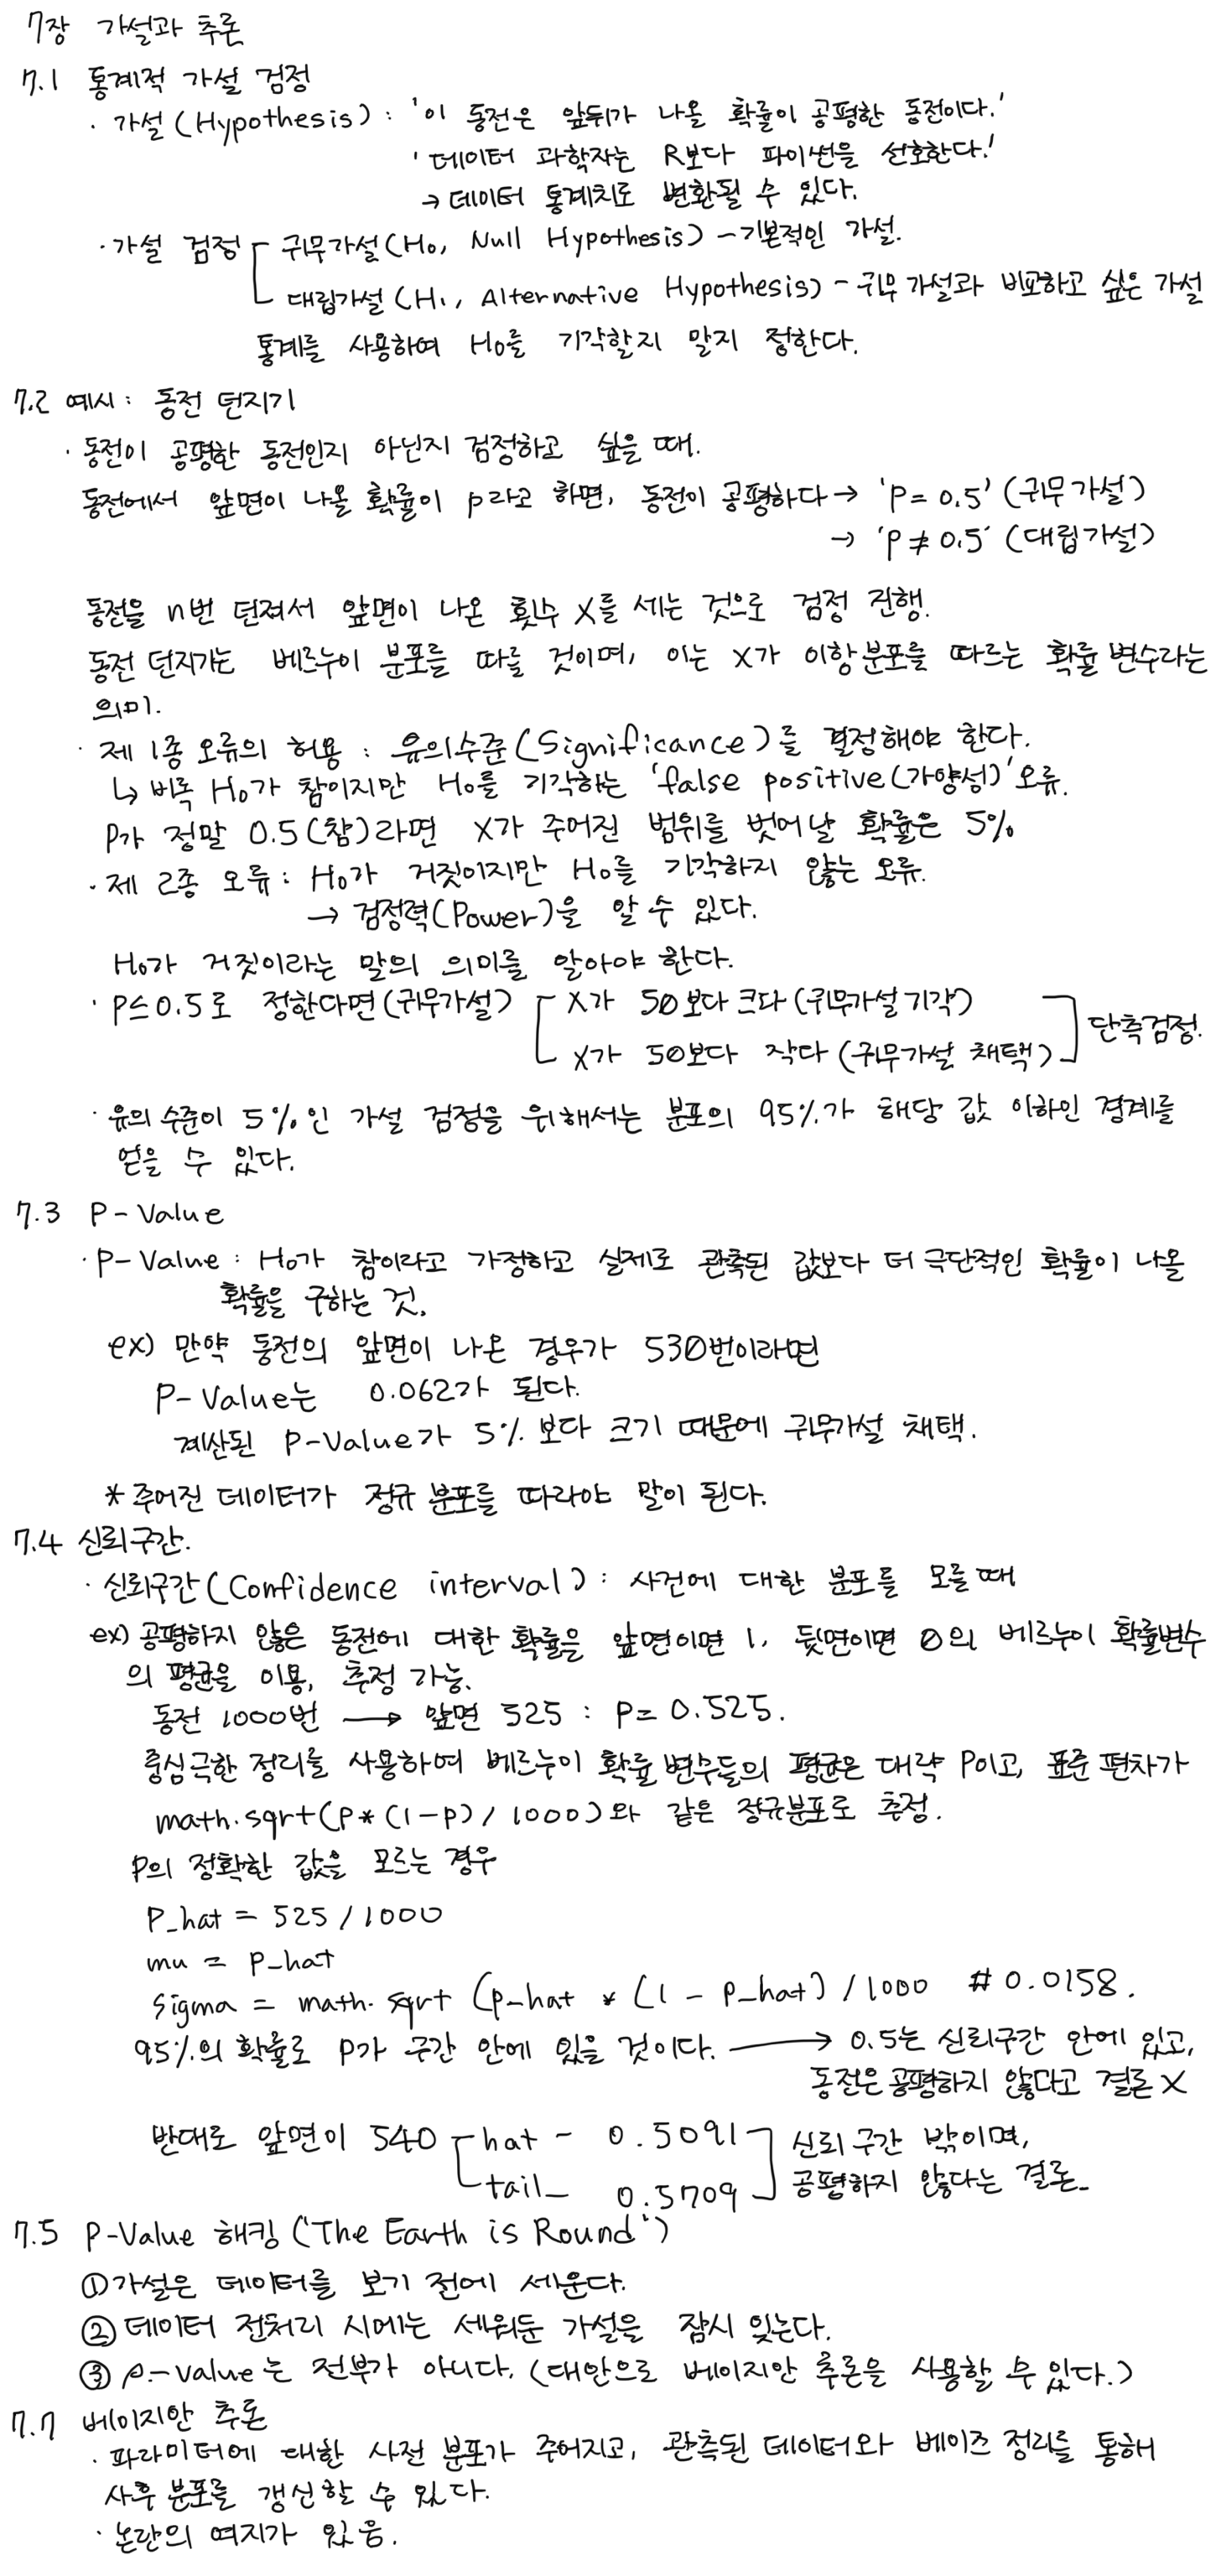 7장 가설과 추론
7.1 통계적 가설 검정
· 가설(Hypothesis) : '이 동전은 앞뒤가 나올 확률이 공평한 동전이다.'
'데이터 과학자는 R보다 파이썬을 선호한다.'
→ 데이터 통계치로 변환될 수 있다.
· 가설 검정 귀무가설(H0, Null Hypothesis) - 기본적인 가설.
대립가설(H1, Alternative Hypothesis) - 귀무 가설과 비교하고 싶은 가설
통계를 사용하여 H0를 기각할지 말지 정한다.
7.2 예시 : 동전 던지기
· 동전이 공평한 동전인지 아닌지 검정하고 싶을 때.
동전에서 앞면이 나올 확률이 p라고 하면, 동전이 공평하다 → 'P = 0.5' (귀무가설)
→ 'P ≠ 0.5' (대립가설)
동전을 n번 던져서 앞면이 나온 횟수 X를 세는 것으로 검정 진행.
동전 던지기는 베르누이 분포를 따를 것이며, 이는 X가 이항분포를 따르는 확률 변수라는
의미.
· 제 1종 오류의 허용 : 유의수준(Significance)를 결정해야 한다.
↳ 비록 H0가 참이지만 H0를 기각하는 'false positive(가양성)' 오류.
P가 정말 0.5(참)라면 X가 주어진 범위를 벗어날 확률은 5%
· 제 2종 오류 : H0가 거짓이지만 H0를 기각하지 않는 오류.
→ 검정력(Power)을 알 수 있다.
H0가 거짓이라는 말의 의미를 알아야 한다.
· P≤0.5로 정한다면(귀무가설) X가 50보다 크다(귀무가설 기각)
X가 50보다 작다(귀무가설 채택) 단측검정.
· 유의 수준이 5%인 가설 검정을 위해서는 분포의 95%가 해당 값 이하인 경계를
얻을 수 있다.
7.3 P-Value
· P-Value : H0가 참이라고 가정하고 실제로 관측된 값보다 더 극단적인 확률이 나올
확률을 구하는 것.
ex) 만약 동전의 앞면이 나온 경우가 530번이라면
P-Value는 0.062가 된다.
계산된 P-Value가 5% 보다 크기 때문에 귀무가설 채택.
* 주어진 데이터가 정규 분포를 따라야 말이 된다.
7.4 신뢰구간.
· 신뢰구간(Confidence interval) : 사건에 대한 분포를 모를 때
ex) 공평하지 않은 동전에 대한 확률을 앞면이면 1, 뒷면이면 0의 베르누이 확률변수
의 평균을 이용, 추정 가능.
동전 1000번 → 앞면 525 : P = 0.525.
중심극한 정리를 사용하여 베르누이 확률 변수들의 평균은 대략 P이고, 표준 편차가
math.sqrt(P*(1-P)/1000)와 같은 정규분포로 추정.
P의 정확한 값을 모르는 경우
P_hat = 525/1000
mu = P_hat
Sigma = math.sqrt (p_hat * (1 - P_hat) / 1000 # 0.0158.
95%의 확률로 P가 구간 안에 있을 것이다. → 0.5는 신뢰구간 안에 있고,
동전은 공평하지 않다고 결론 X
반대로 앞면이 540 hat - 0.5091 신뢰 구간 밖이며,
tail_ 0.5709 공평하지 않다는 결론_
7.5 P-Value 해킹 ('The Earth is Round')
① 가설은 데이터를 보기 전에 세운다.
② 데이터 전처리 시에는 세워둔 가설을 잠시 잊는다.
③ P-value는 전부가 아니다. (대안으로 베이지안 추론을 사용할 수 있다.)
7.7 베이지안 추론
· 파라미터에 대한 사전 분포가 주어지고, 관측된 데이터와 베이즈 정리를 통해
사후 분포를 갱신할 수 있다.
· 논란의 여지가 있음.